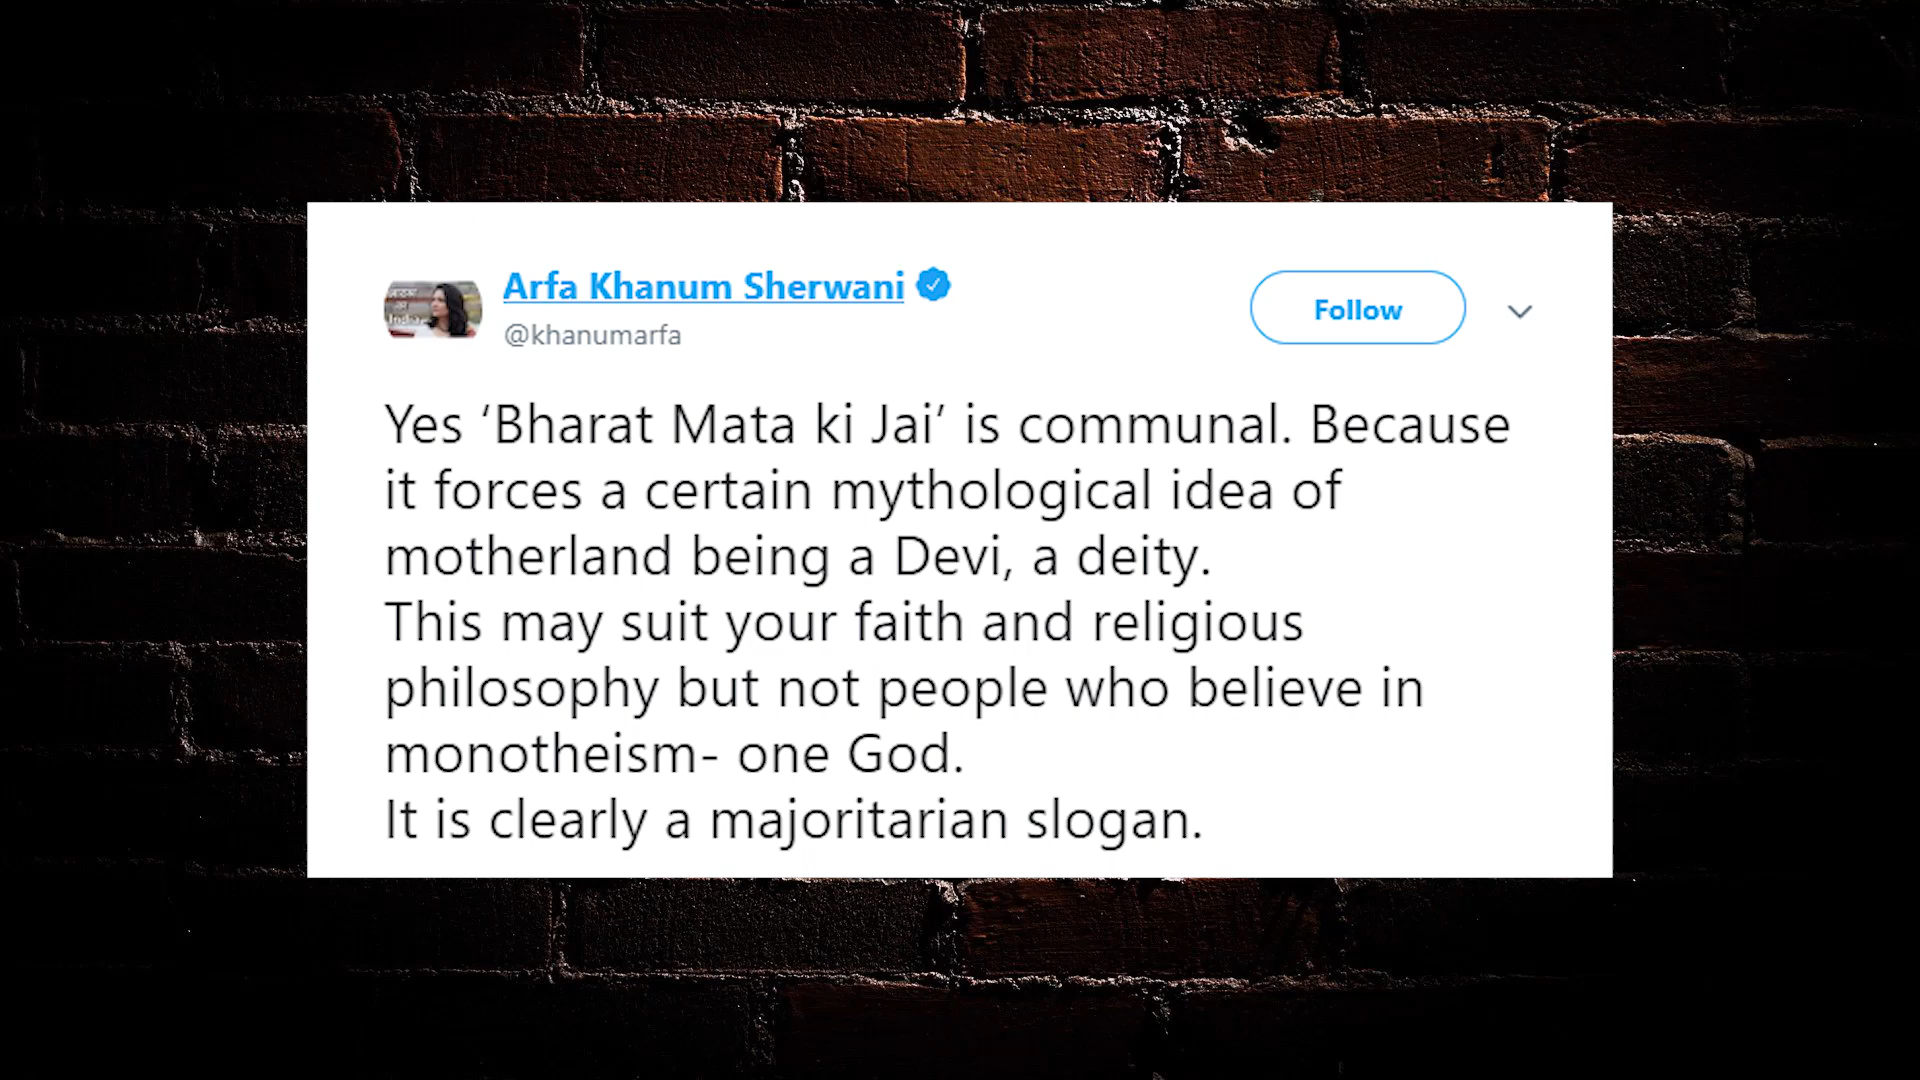 Arfa Khanum Sherwani
@khanumarfa
Follow
Yes ‘Bharat Mata ki Jai’ is communal. Because
it forces a certain mythological idea of
motherland being a Devi, a deity.
This may suit your faith and religious
philosophy but not people who believe in
monotheism- one God.
It is clearly a majoritarian slogan.